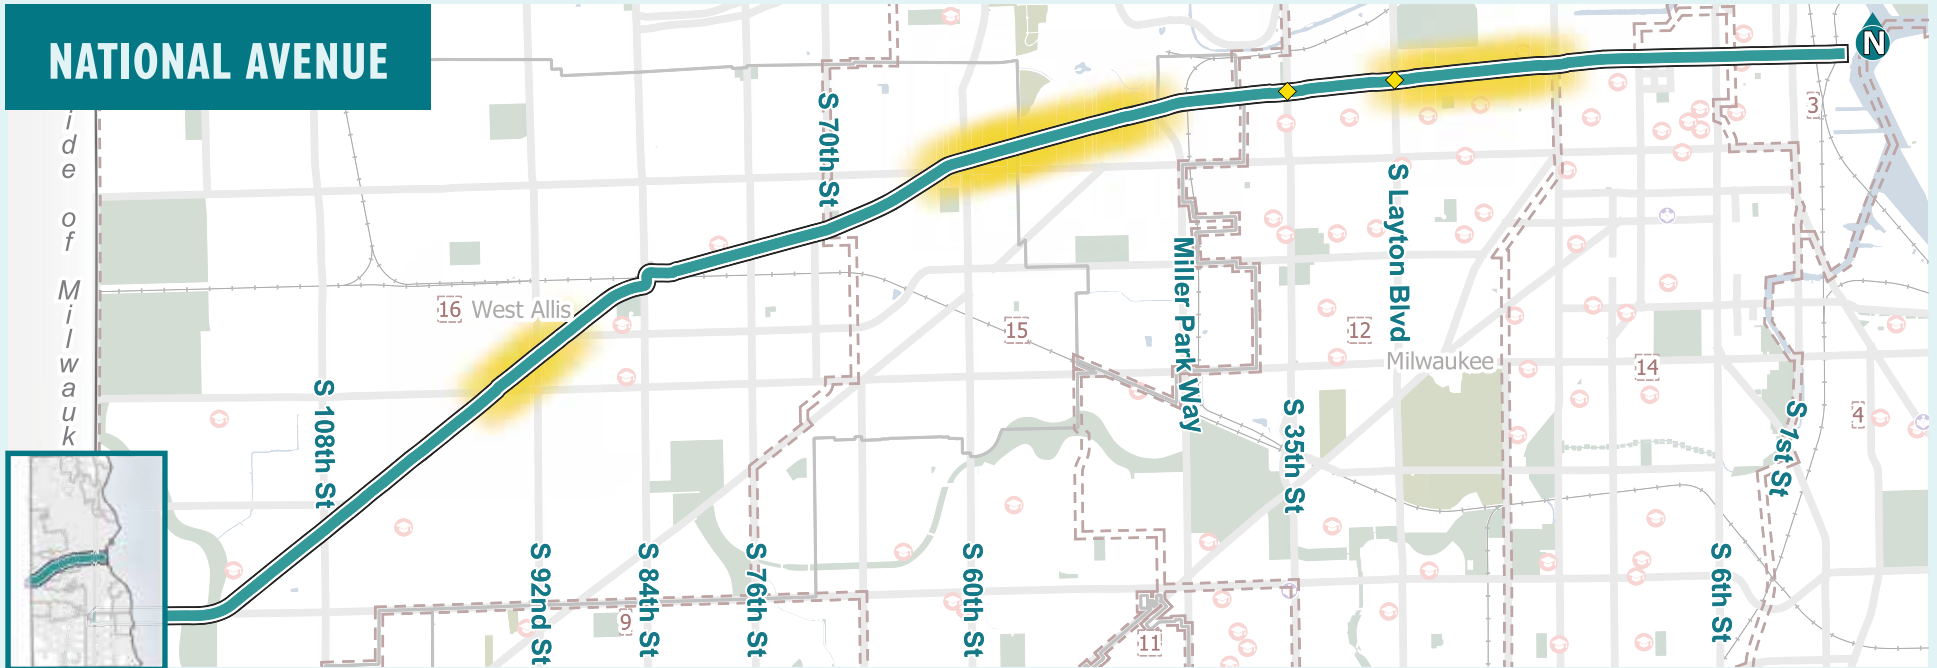 NATIONAL AVENUE
N
ide of Milwauk
S 70th St
3
S Layton Blvd
Miller Park Way
16
West Allis
15
12
Milwaukee
14
S 108th St
S 35th St
S 1st St
4
S 92nd St
S 84th St
S 76th St
S 60th St
S 6th St
9
11